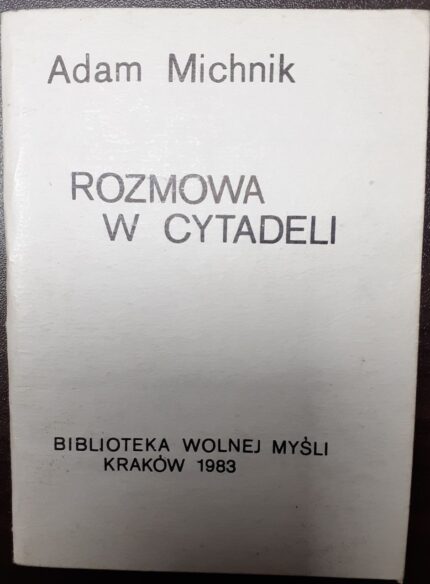 Adam Michnik
ROZMOWA
W CYTADELI
BIBLIOTEKA WOLNEJ MYŚLI
KRAKÓW 1983